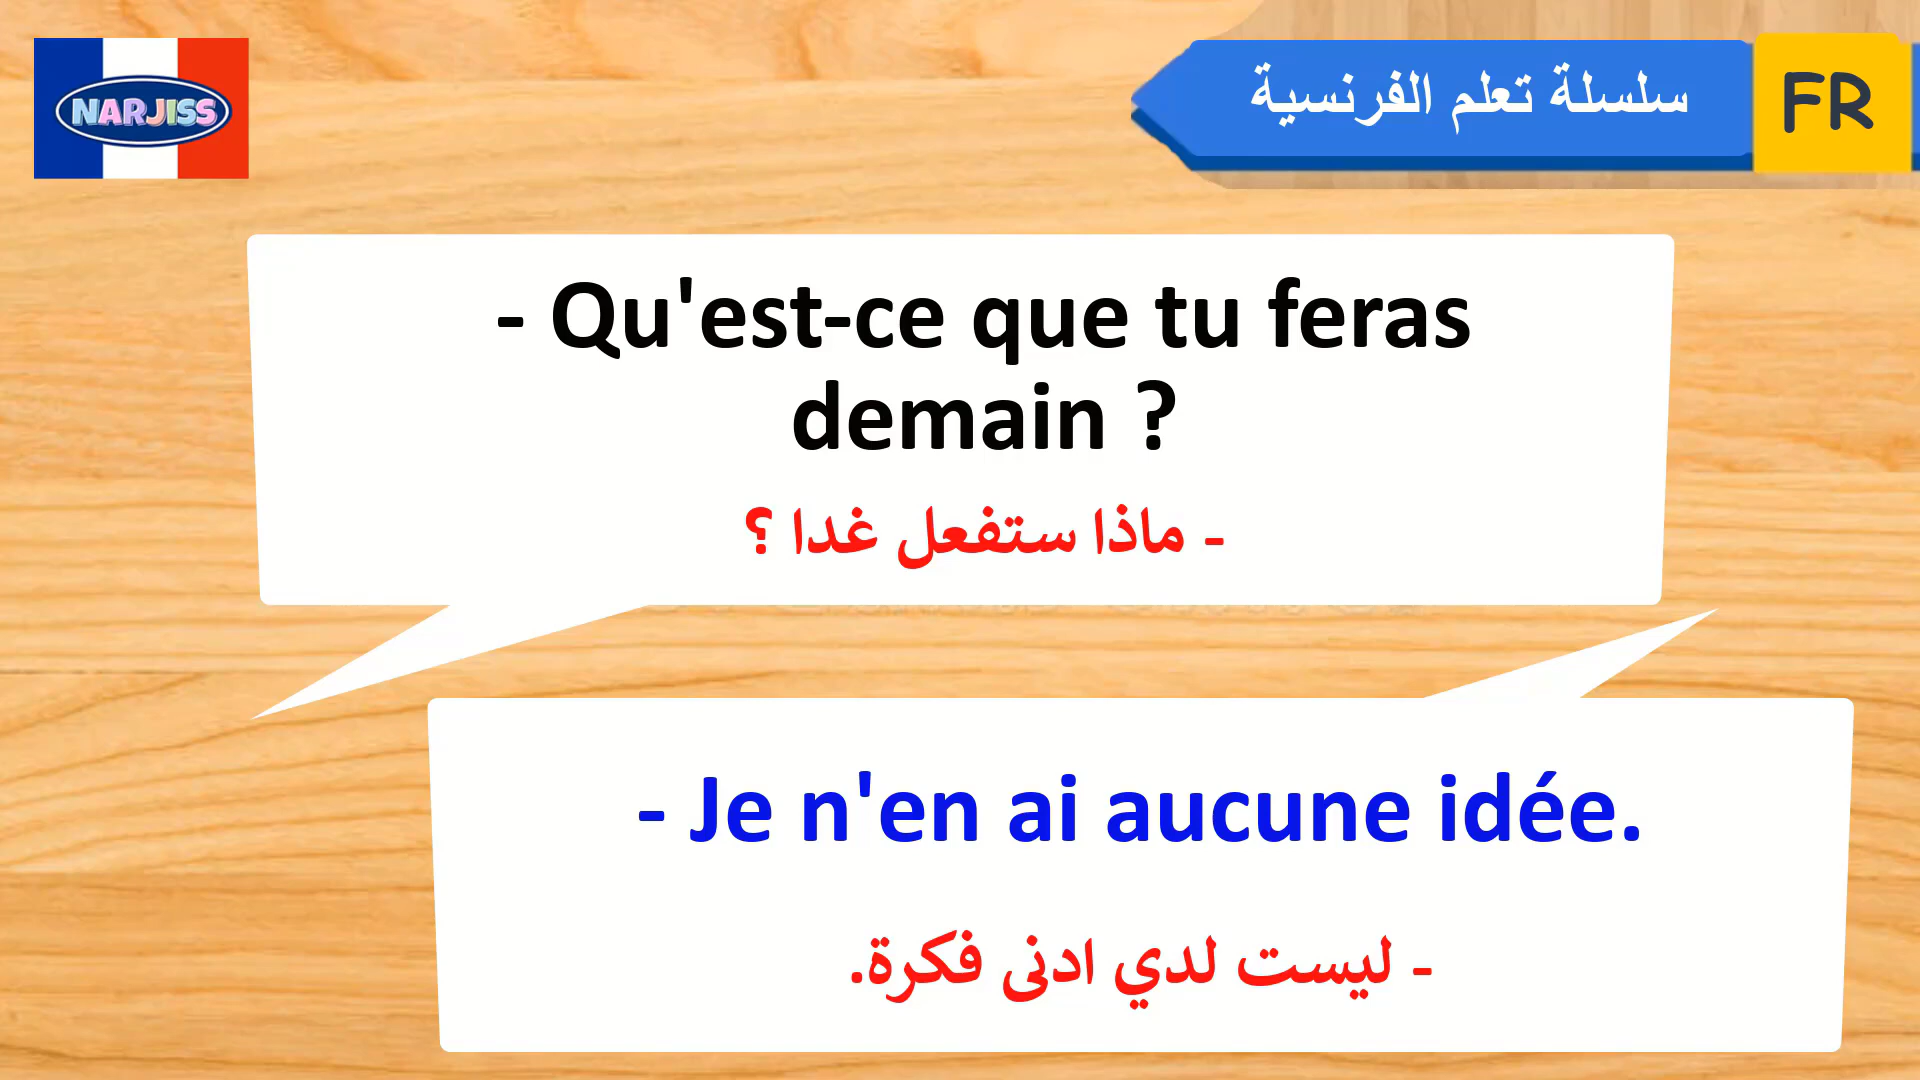 NARJISS
سلسلة تعلم الفرنسية
FR
- Qu'est-ce que tu feras
demain ?
- ماذا ستفعل غدا ؟
- Je n'en ai aucune idée.
- ليست لدي ادنى فكرة.